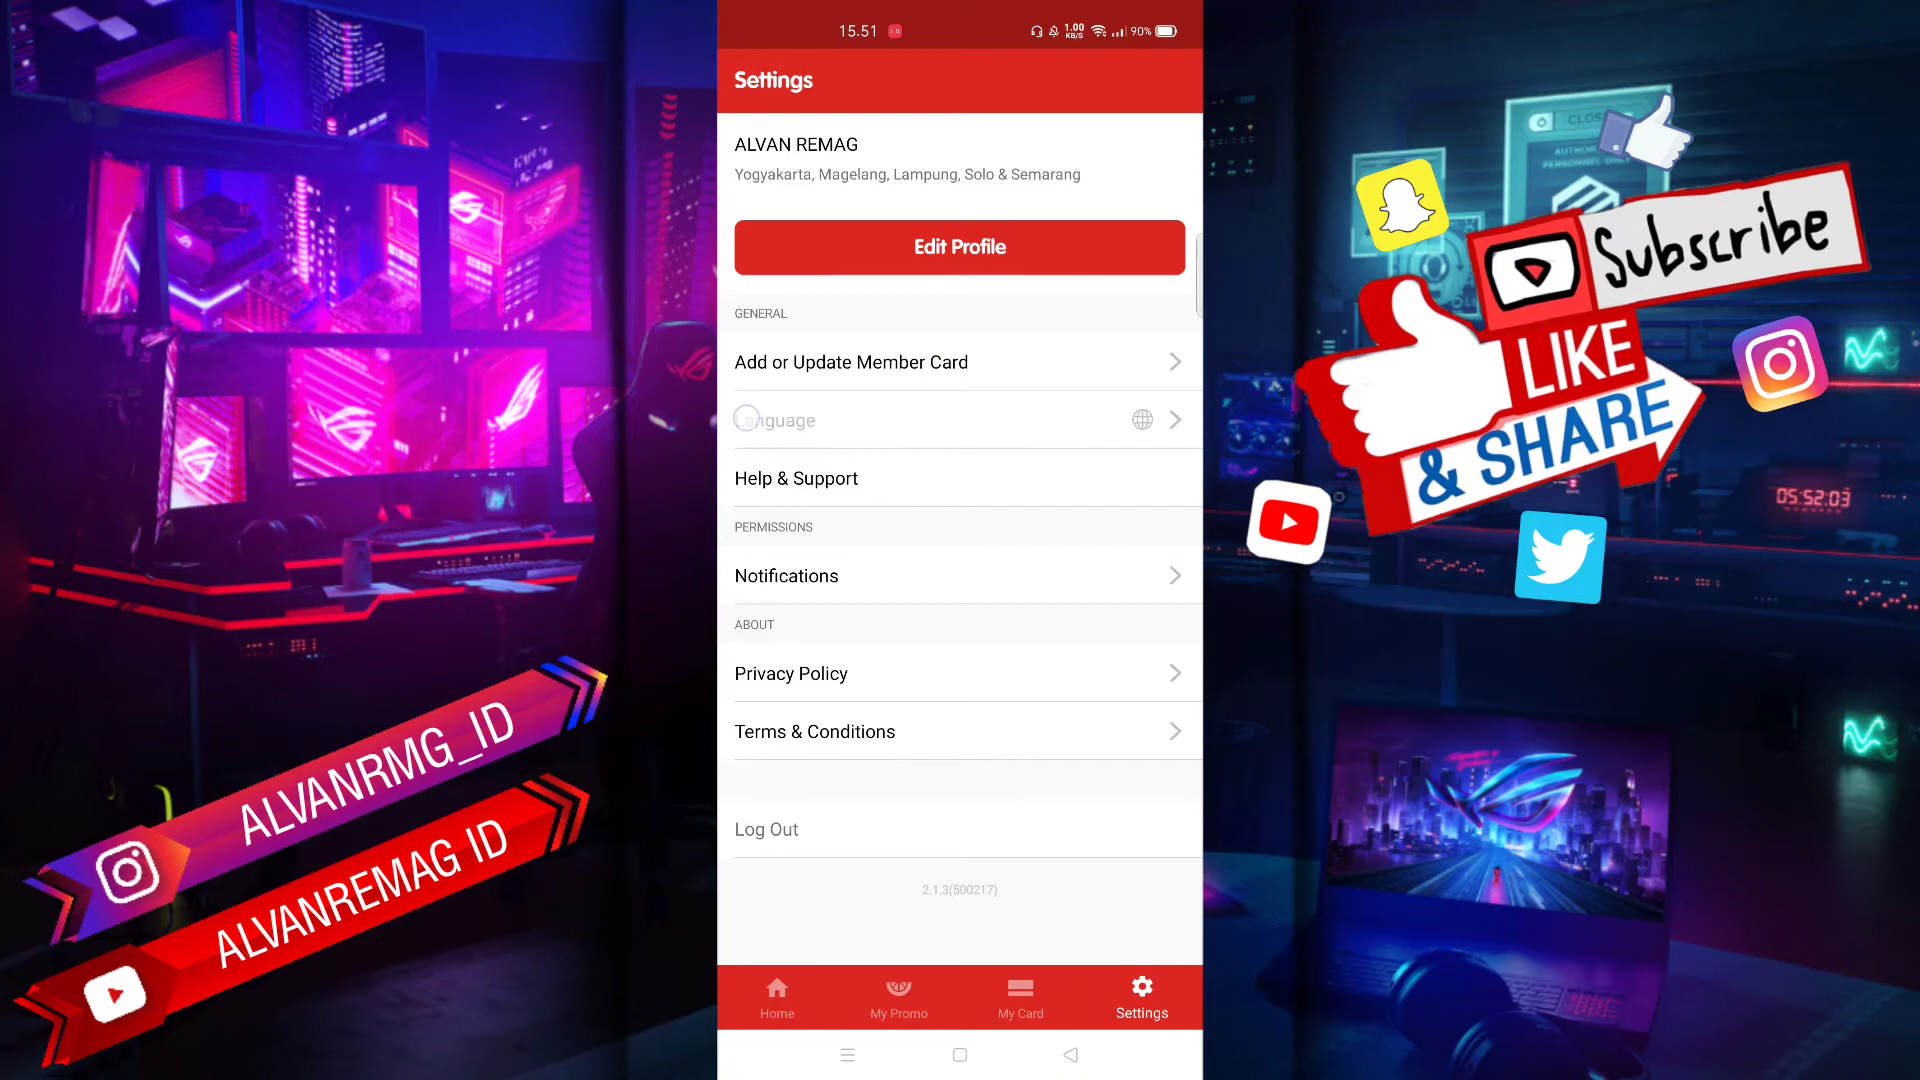 15.51
1.00
KB/S
90%
Settings
ALVAN REMAG
Yogyakarta, Magelang, Lampung, Solo & Semarang
Edit Profile
GENERAL
Add or Update Member Card
Language
Help & Support
PERMISSIONS
Notifications
ABOUT
Privacy Policy
Terms & Conditions
Log Out
2.1.3(500217)
Home
My Promo
My Card
Settings
ALVANRMG_ID
ALVANREMAG ID
Subscribe
LIKE
& SHARE
05:52:03